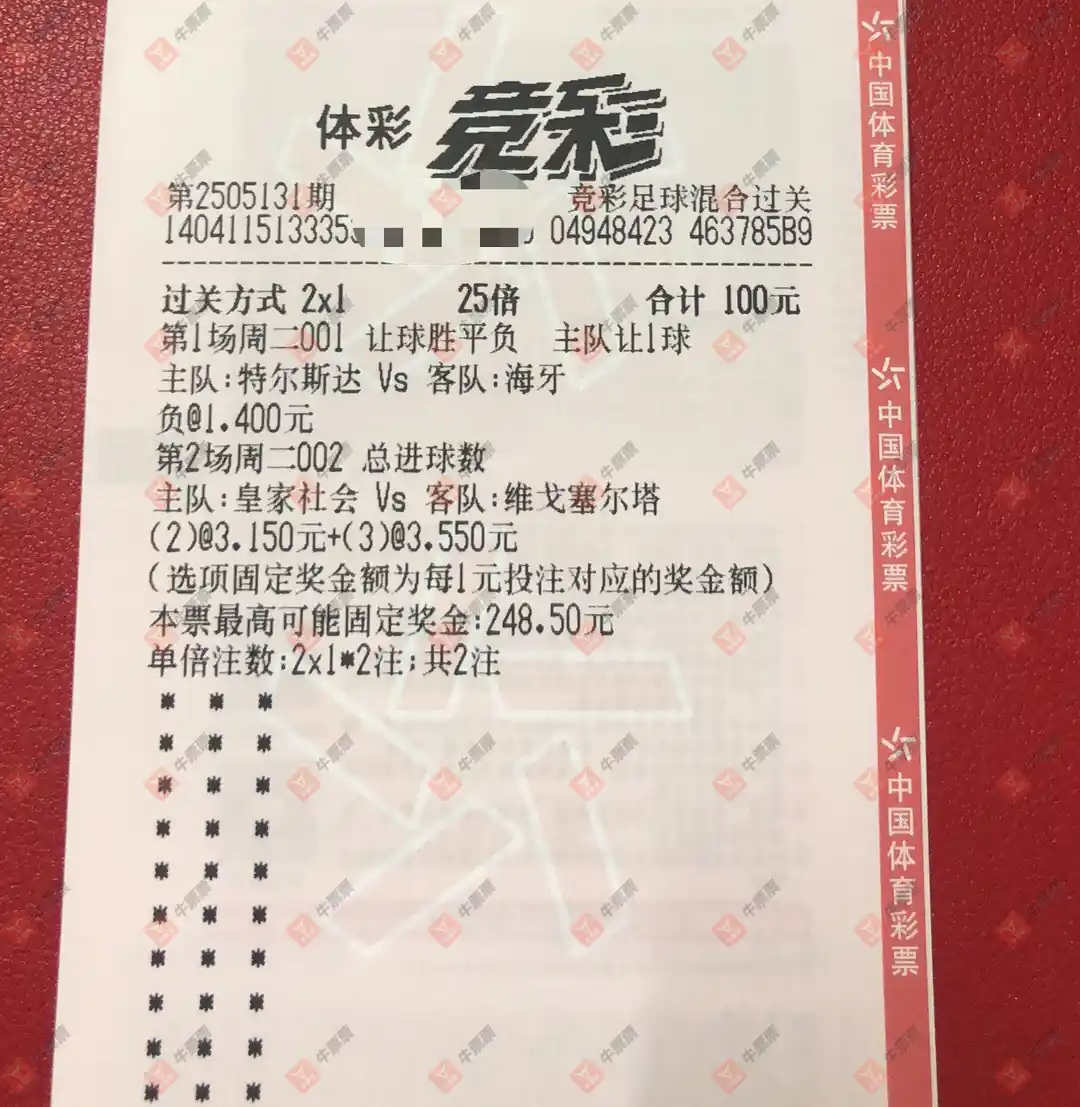 体彩 竞彩
第2505131期 竞彩足球混合过关
14041151333 04948423 463785B9
过关方式 2x1 25倍 合计 100元
第1场周二001 让球胜平负 主队让1球
主队:特尔斯达 Vs 客队:海牙
负@1.400元
第2场周二002 总进球数
主队:皇家社会 Vs 客队:维戈塞尔塔
(2)@3.150元+(3)@3.550元
(选项固定奖金额为每1元投注对应的奖金额)
本票最高可能固定奖金:248.50元
单倍注数:2x1*2注;共2注
中国体育彩票
中国体育彩票
中国体育彩票
牛票票